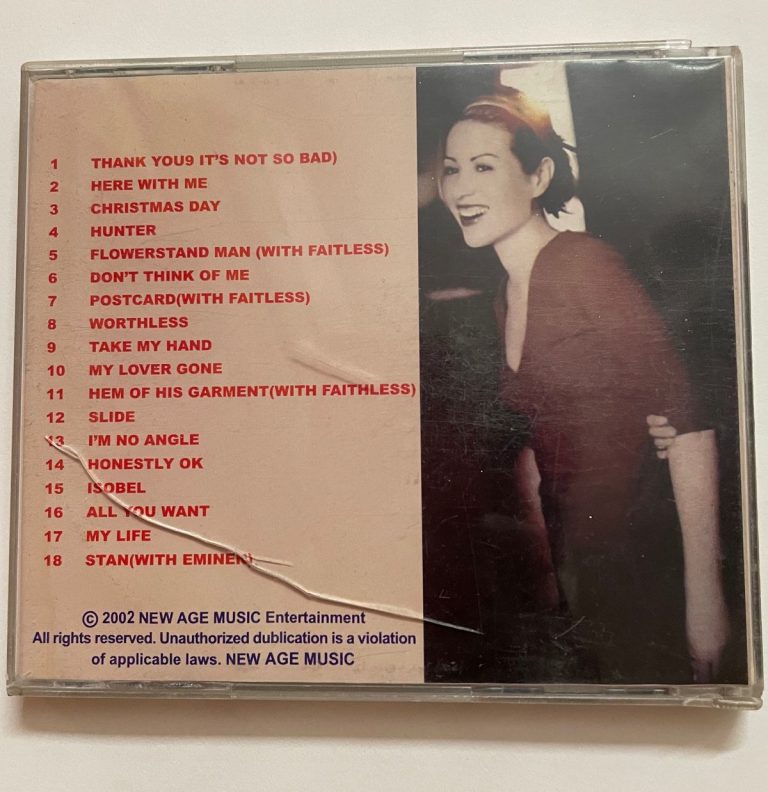 1 THANK YOU9 IT'S NOT SO BAD)
2 HERE WITH ME
3 CHRISTMAS DAY
4 HUNTER
5 FLOWERSTAND MAN (WITH FAITLESS)
6 DON'T THINK OF ME
7 POSTCARD(WITH FAITLESS)
8 WORTHLESS
9 TAKE MY HAND
10 MY LOVER GONE
11 HEM OF HIS GARMENT(WITH FAITHLESS)
12 SLIDE
13 I'M NO ANGLE
14 HONESTLY OK
15 ISOBEL
16 ALL YOU WANT
17 MY LIFE
18 STAN(WITH EMINEM)
© 2002 NEW AGE MUSIC Entertainment
All rights reserved. Unauthorized dublication is a violation
of applicable laws. NEW AGE MUSIC